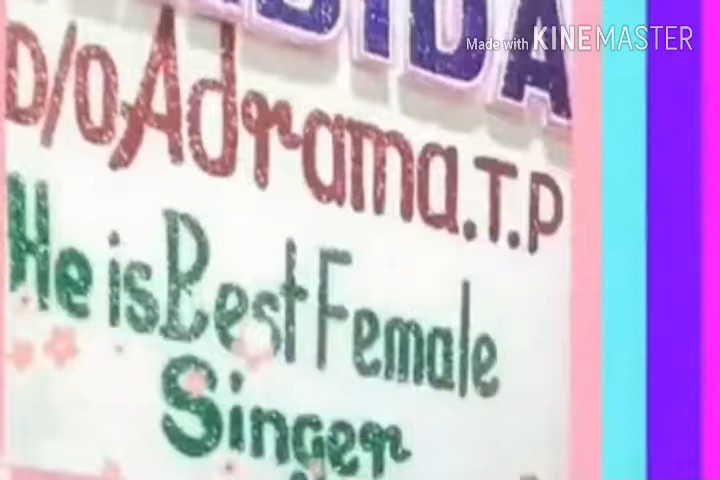 Made with KINEMASTER
D/o Adrama.T.P
He is Best Female
Singer